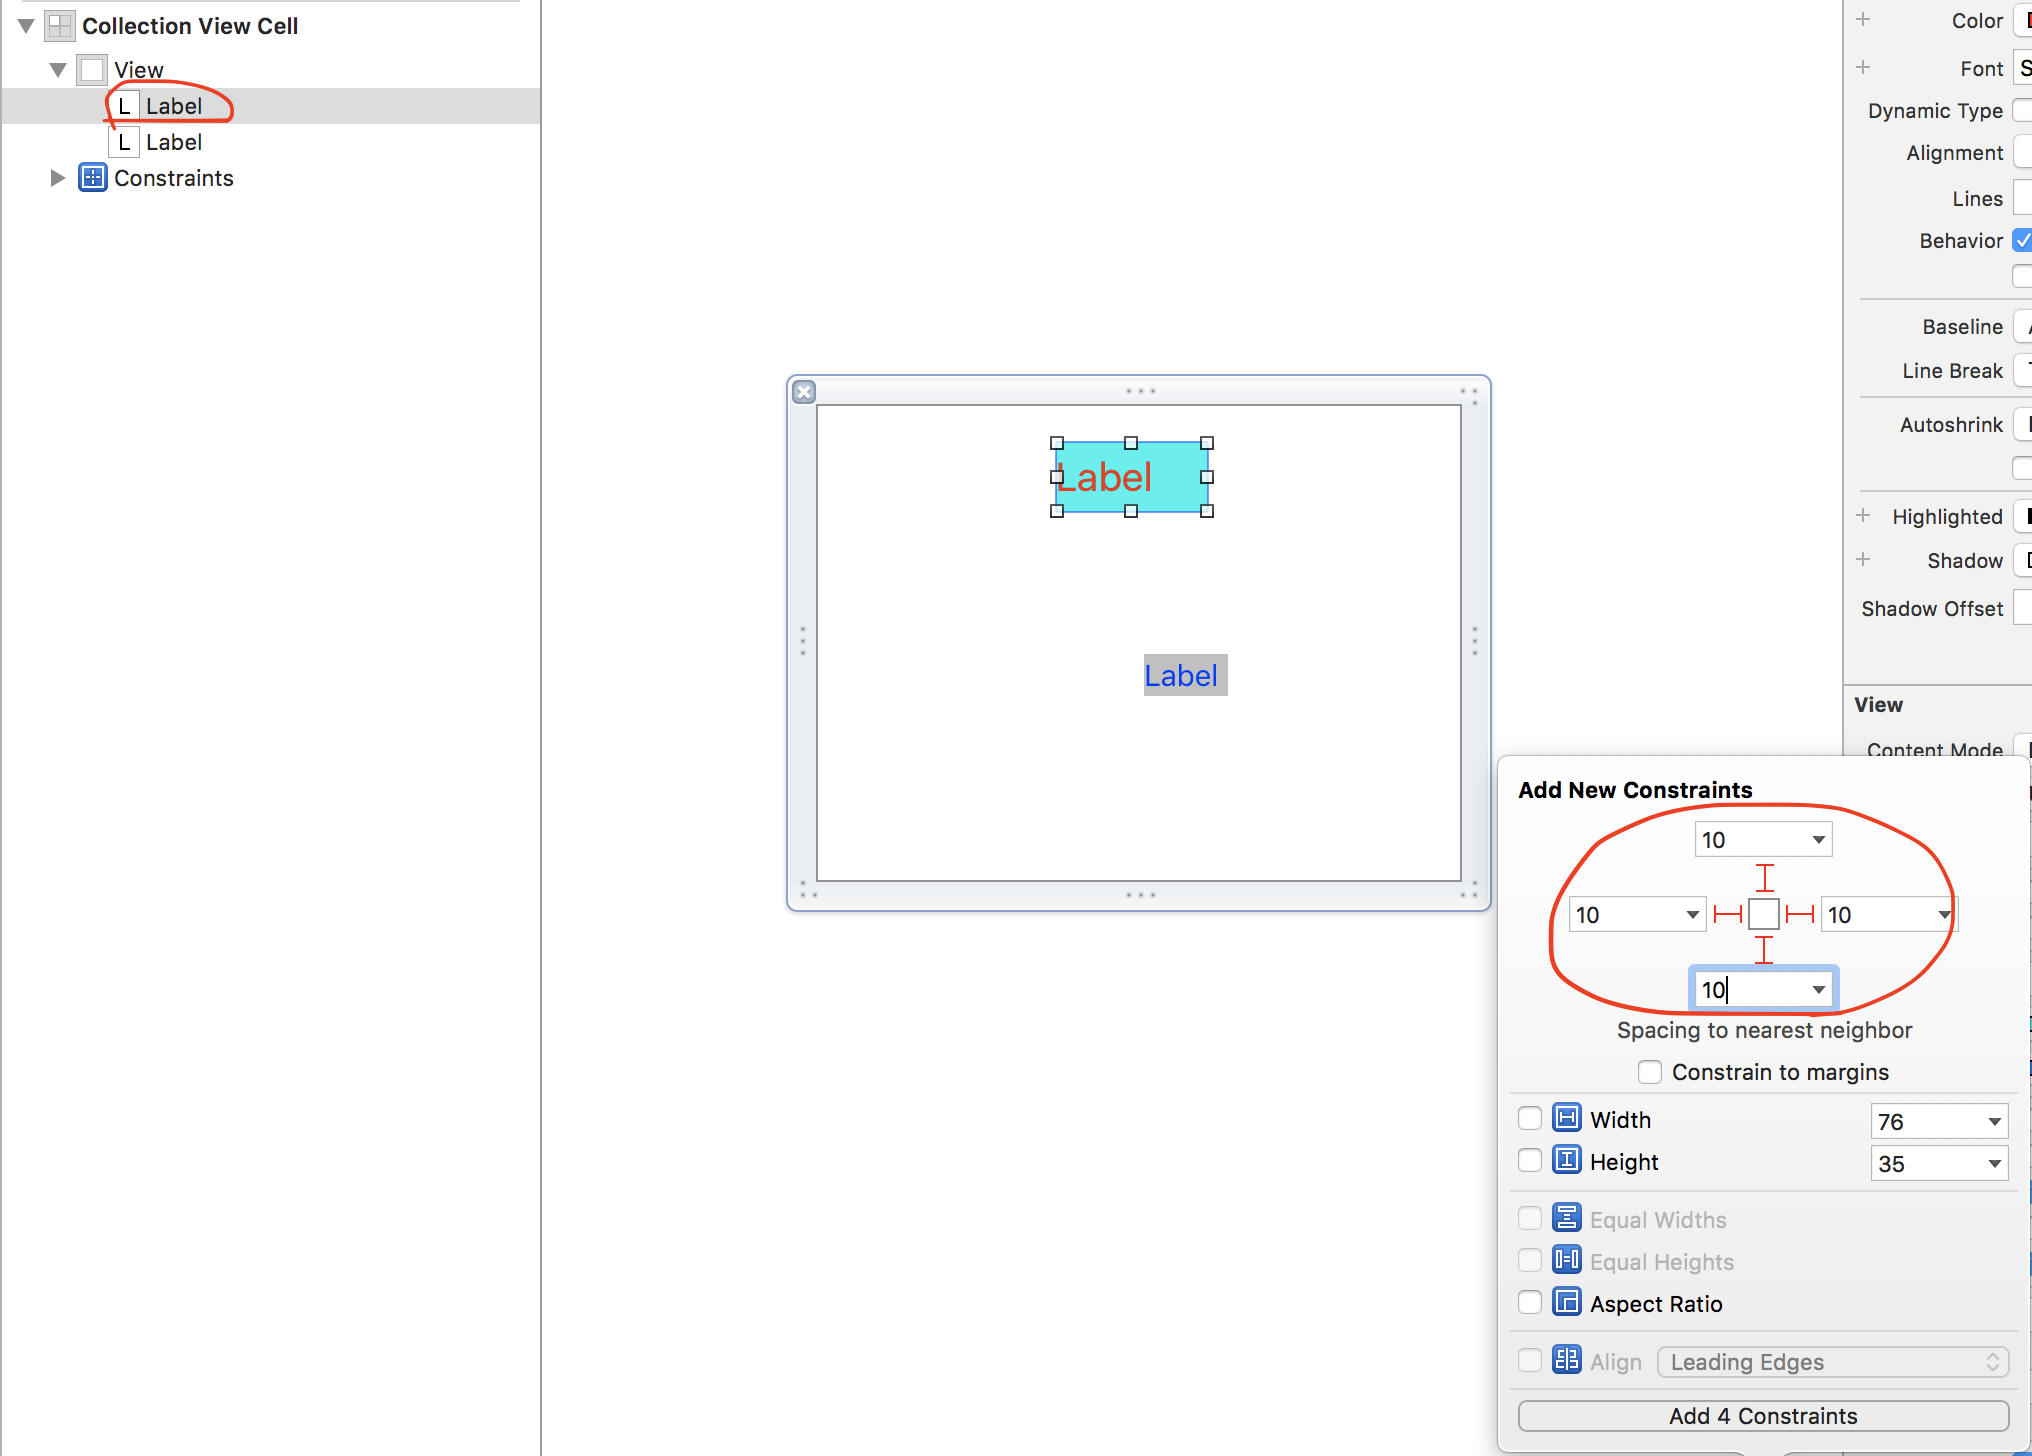 Collection View Cell
View
L Label
L Label
Constraints
Label
Label
Color
Font S
Dynamic Type
Alignment
Lines
Behavior
Baseline
Line Break
Autoshrink
Highlighted
Shadow
Shadow Offset
View
Content Mode
Add New Constraints
10
10
10
10
Spacing to nearest neighbor
Constrain to margins
Width 76
Height 35
Equal Widths
Equal Heights
Aspect Ratio
Align Leading Edges
Add 4 Constraints